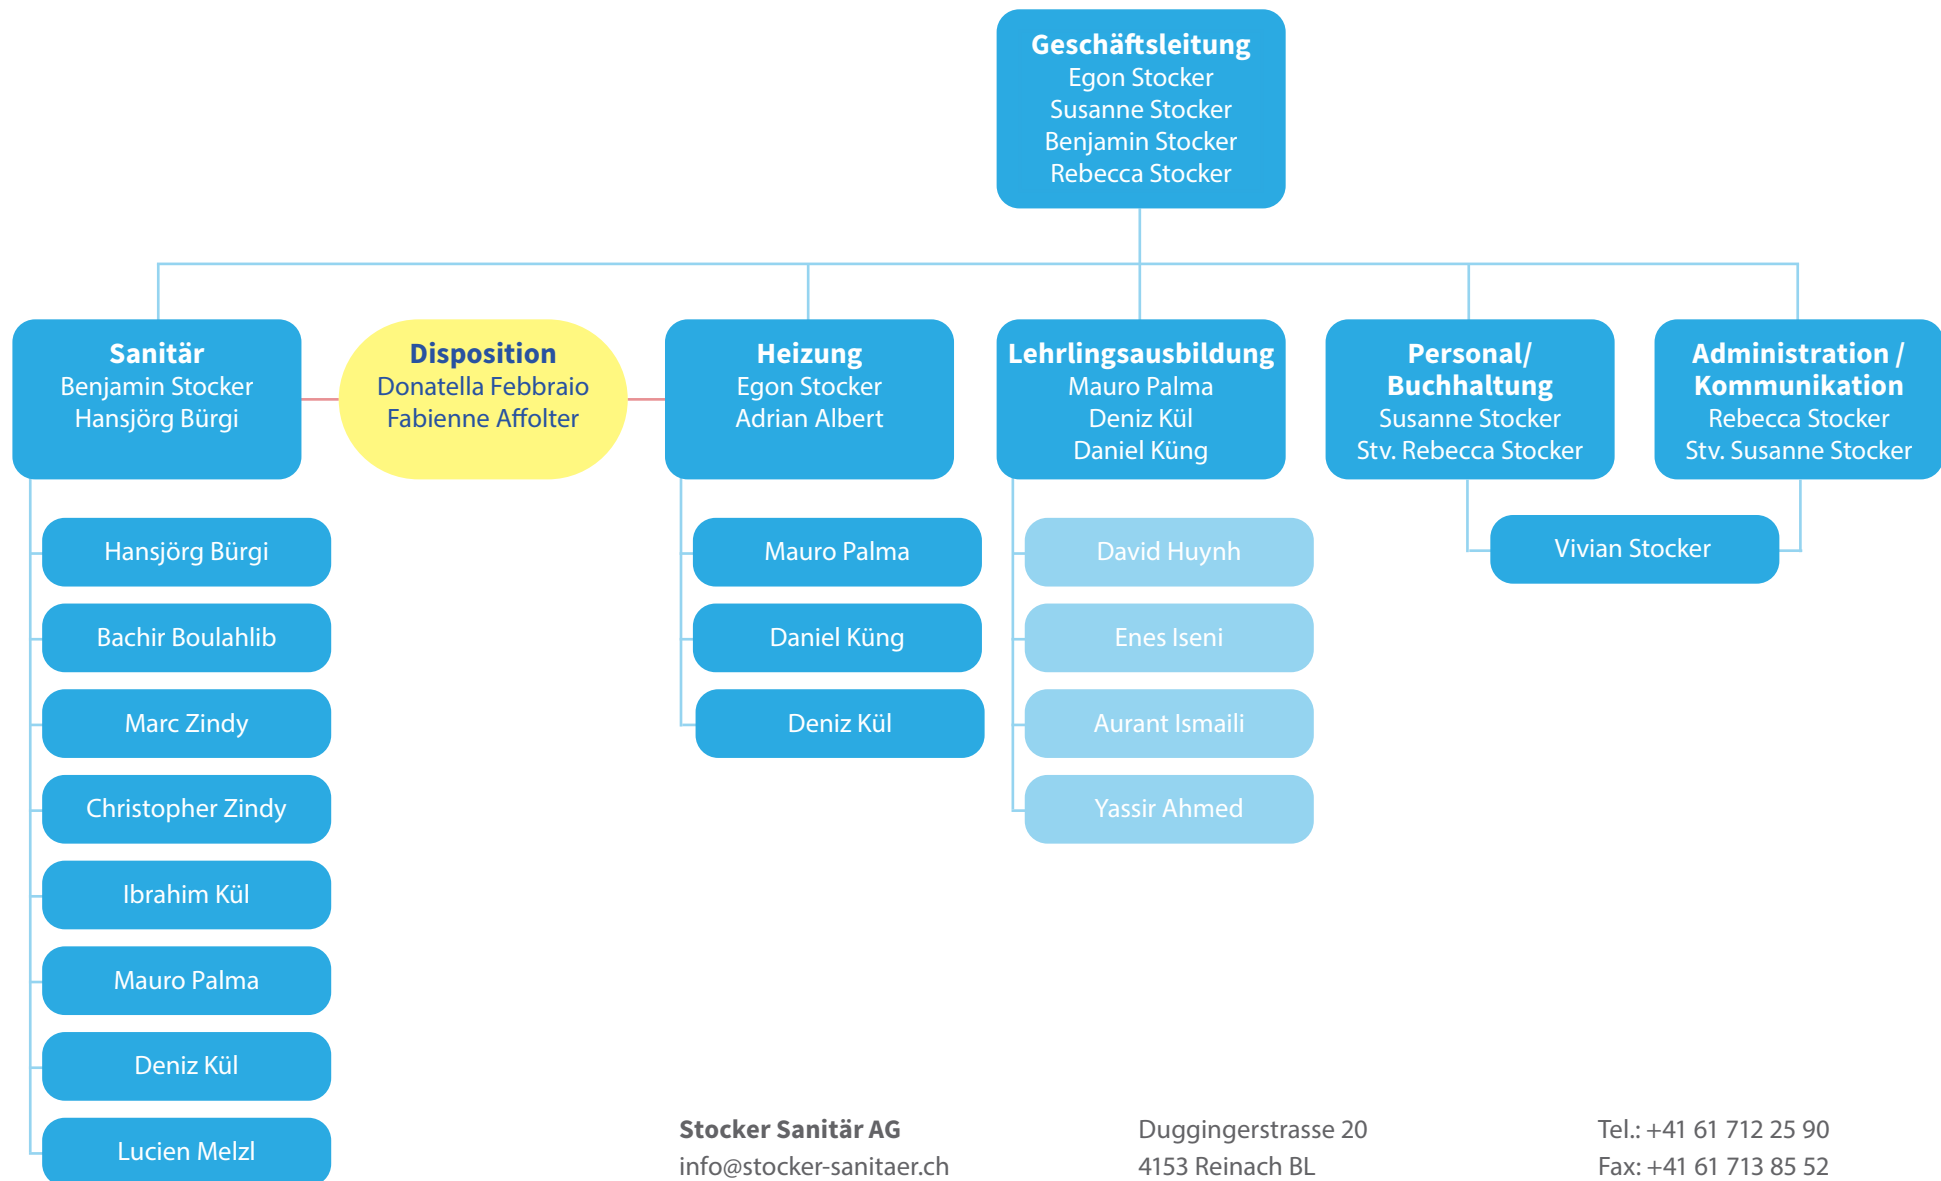 Geschäftsleitung
Egon Stocker
Susanne Stocker
Benjamin Stocker
Rebecca Stocker
Sanitär
Benjamin Stocker
Hansjörg Bürgi
Disposition
Donatella Febbraio
Fabienne Affolter
Heizung
Egon Stocker
Adrian Albert
Lehrlingsausbildung
Mauro Palma
Deniz Kül
Daniel Küng
Personal/
Buchhaltung
Susanne Stocker
Stv. Rebecca Stocker
Administration /
Kommunikation
Rebecca Stocker
Stv. Susanne Stocker
Hansjörg Bürgi
Bachir Boulahlib
Marc Zindy
Christopher Zindy
Ibrahim Kül
Mauro Palma
Deniz Kül
Lucien Melzl
Mauro Palma
Daniel Küng
Deniz Kül
David Huynh
Enes Iseni
Aurant Ismaili
Yassir Ahmed
Vivian Stocker
Stocker Sanitär AG
info@stocker-sanitaer.ch
Duggingerstrasse 20
4153 Reinach BL
Tel.: +41 61 712 25 90
Fax: +41 61 713 85 52